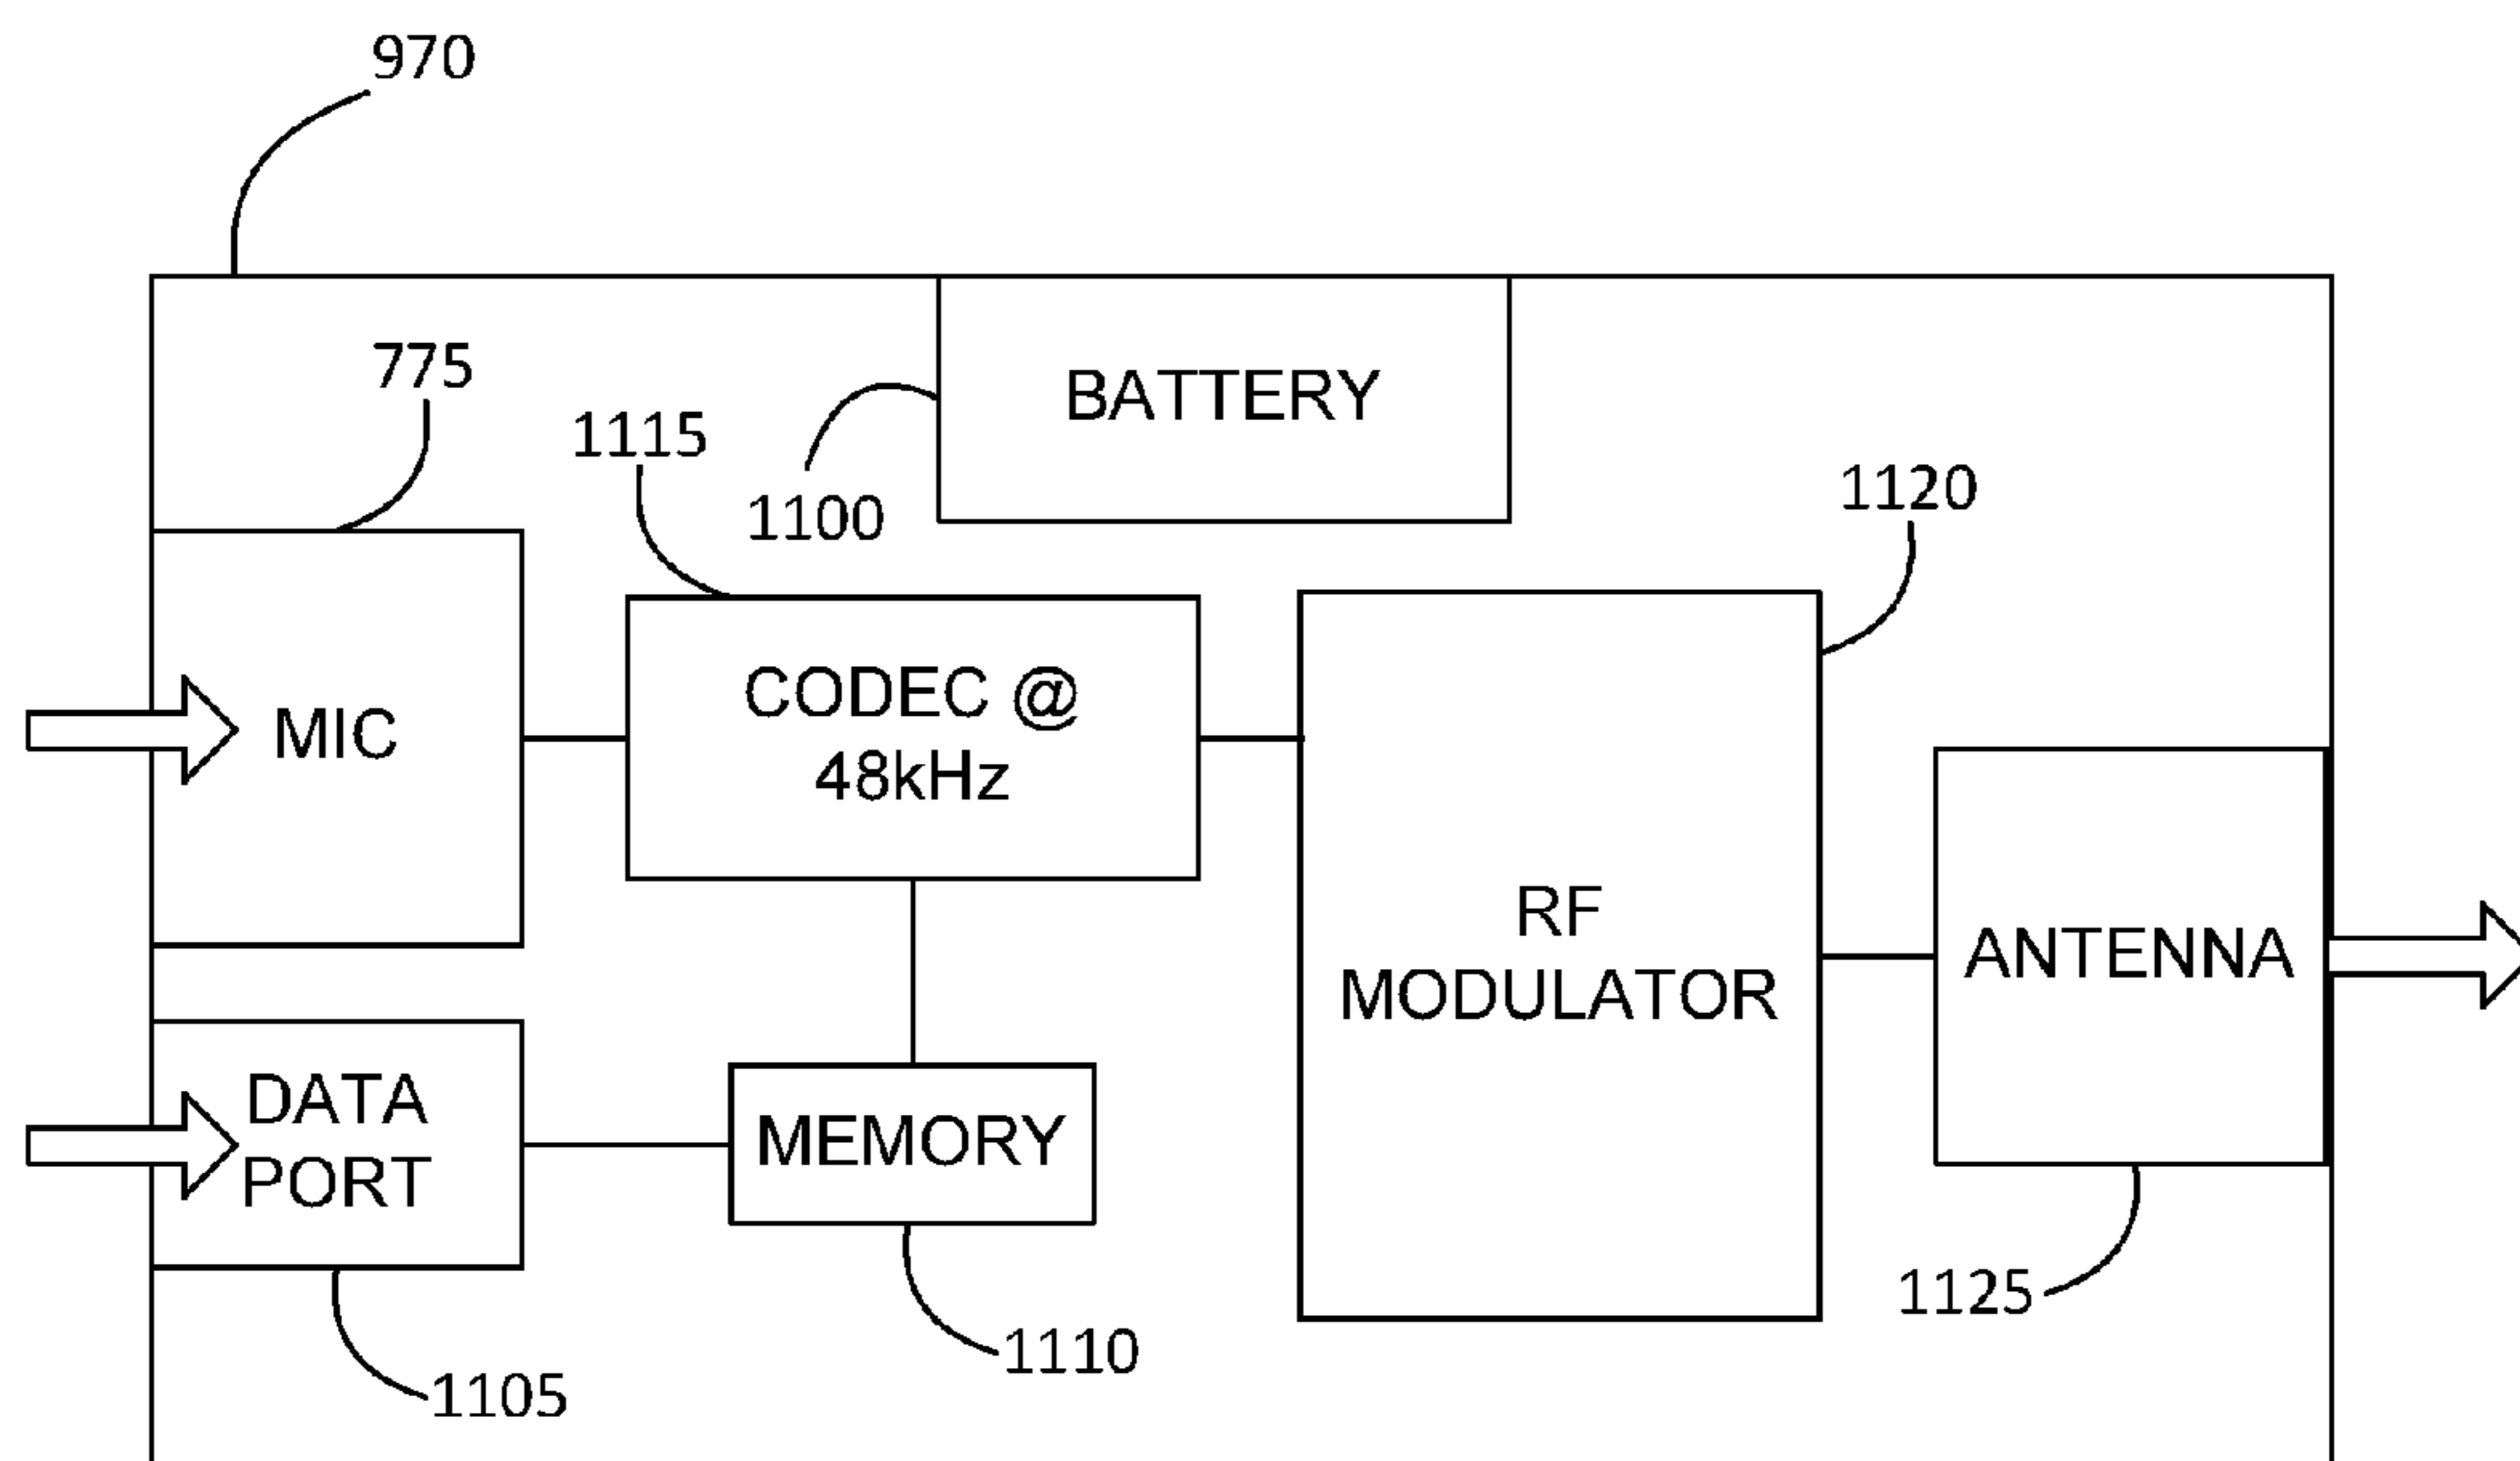 970
775
1115
BATTERY
1100
1120
MIC
CODEC @
48kHz
RF
MODULATOR
ANTENNA
DATA
PORT
MEMORY
1125
1110
1105